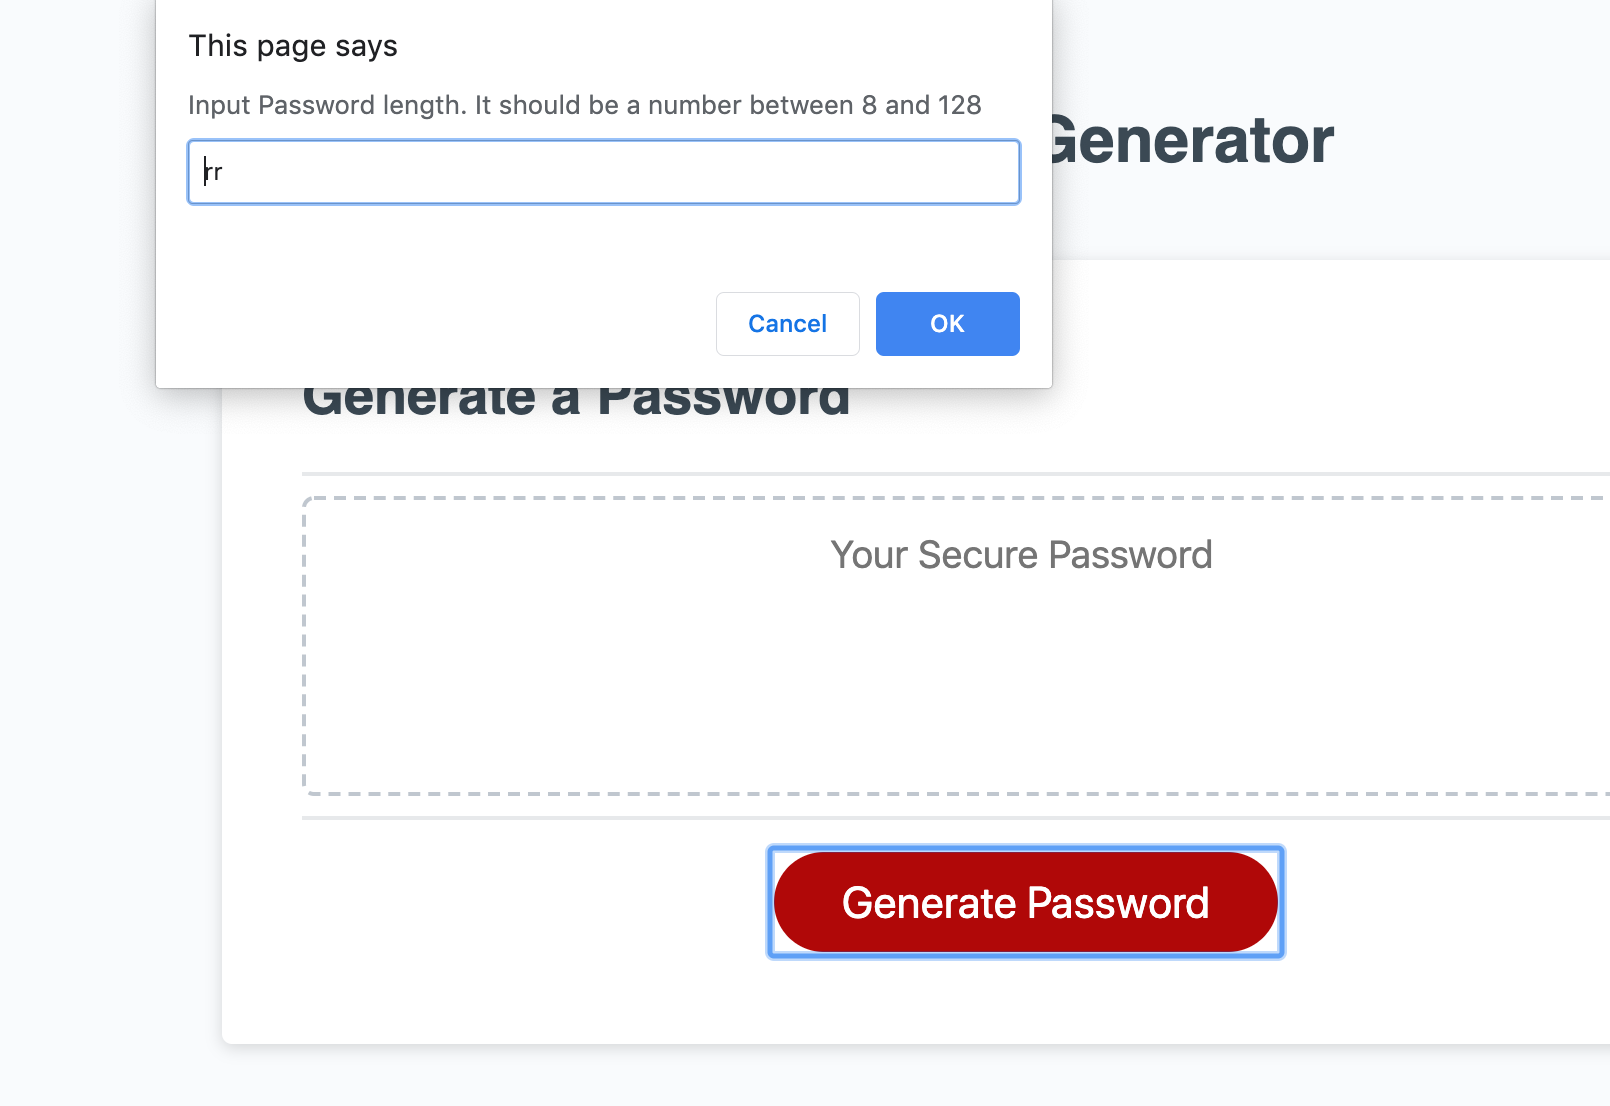 This page says
Input Password length. It should be a number between 8 and 128
rr
Cancel
OK
Generator
Generate a Password
Your Secure Password
Generate Password